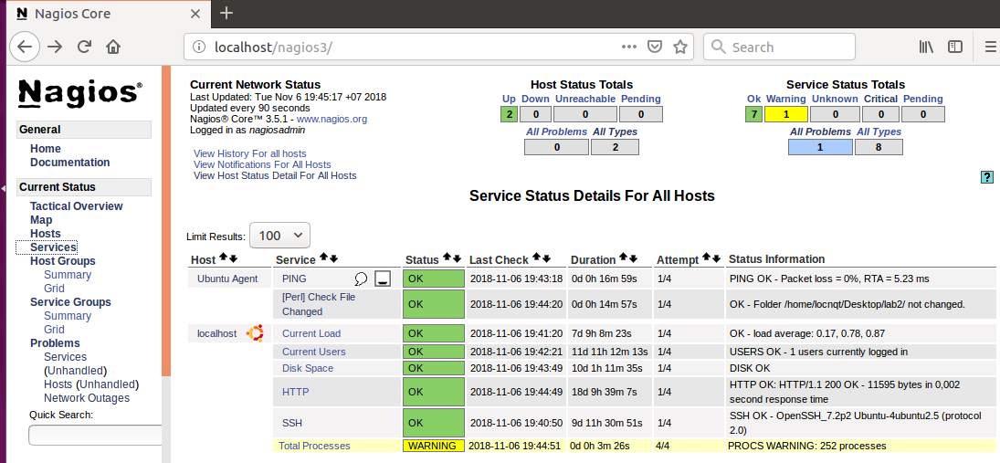 Nagios Core
localhost/nagios3/
Search
Nagios®
General
Home
Documentation
Current Status
Tactical Overview
Map
Hosts
Services
Host Groups
Summary
Grid
Service Groups
Summary
Grid
Problems
Services
(Unhandled)
Hosts (Unhandled)
Network Outages
Quick Search:
Current Network Status
Last Updated: Tue Nov 6 19:45:17 +07 2018
Updated every 90 seconds
Nagios® Core™ 3.5.1 - www.nagios.org
Logged in as nagiosadmin
View History For all hosts
View Notifications For All Hosts
View Host Status Detail For All Hosts
Host Status Totals
Up Down Unreachable Pending
2 0 0 0
All Problems All Types
0 2
Service Status Totals
Ok Warning Unknown Critical Pending
7 1 0 0 0
All Problems All Types
1 8
?
Service Status Details For All Hosts
Limit Results: 100
Host Service Status Last Check Duration Attempt Status Information
Ubuntu Agent PING OK 2018-11-06 19:43:18 0d 0h 16m 59s 1/4 PING OK - Packet loss = 0%, RTA = 5.23 ms
[Perl] Check File
Changed
OK 2018-11-06 19:44:20 0d 0h 14m 57s 1/4 OK - Folder /home/locnqt/Desktop/lab2/ not changed.
localhost Current Load OK 2018-11-06 19:41:20 7d 9h 8m 23s 1/4 OK - load average: 0.17, 0.78, 0.87
Current Users OK 2018-11-06 19:42:21 11d 11h 12m 13s 1/4 USERS OK - 1 users currently logged in
Disk Space OK 2018-11-06 19:43:49 10d 1h 11m 35s 1/4 DISK OK
HTTP OK 2018-11-06 19:44:49 18d 9h 39m 7s 1/4 HTTP OK: HTTP/1.1 200 OK - 11595 bytes in 0,002
second response time
SSH OK 2018-11-06 19:40:50 9d 11h 30m 51s 1/4 SSH OK - OpenSSH_7.2p2 Ubuntu-4ubuntu2.5 (protocol
2.0)
Total Processes WARNING 2018-11-06 19:44:51 0d 0h 3m 26s 4/4 PROCS WARNING: 252 processes